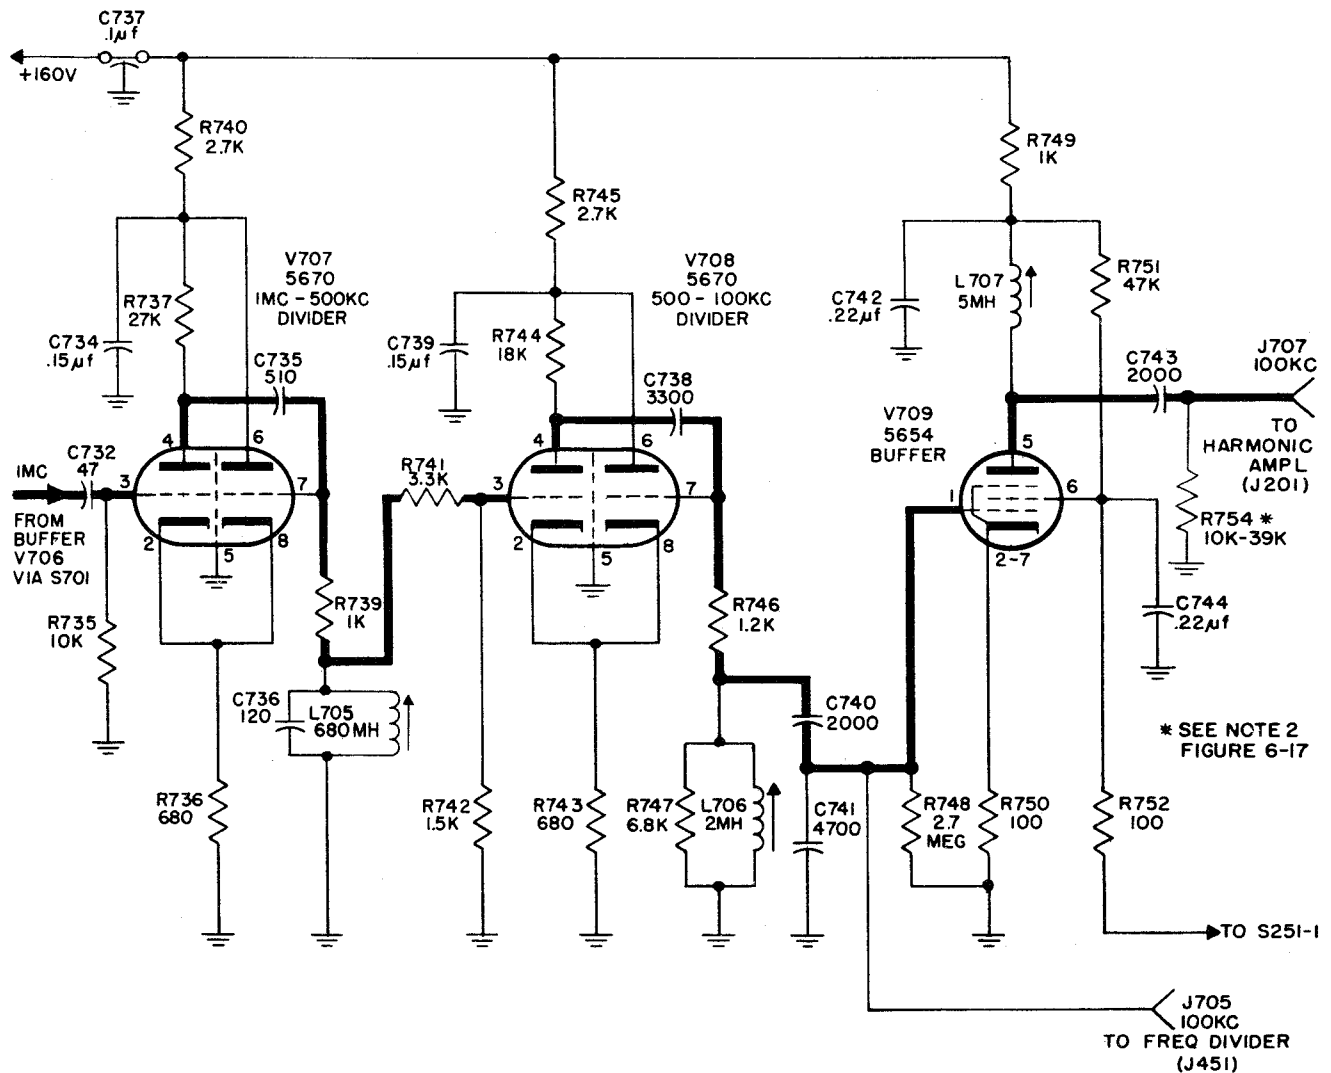 C737
.1µf
+160V
R740
2.7K
R749
1K
R745
2.7K
V707
5670
1MC-500KC
DIVIDER
V708
5670
500-100KC
DIVIDER
R737
27K
C734
.15µf
C735
510
C739
.15µf
R744
18K
C738
3300
C742
.22µf
L707
5MH
R751
47K
C743
2000
J707
100KC
TO
HARMONIC
AMPL
(J201)
V709
5654
BUFFER
4
6
4
6
5
1MC
C732
47
3
7
R741
3.3K
3
7
1
6
FROM
BUFFER
V706
VIA S701
2
5
8
2
5
8
2-7
R754 *
10K-39K
R735
10K
R739
1K
R746
1.2K
C744
.22µf
C736
120
L705
680MH
C740
2000
* SEE NOTE 2
FIGURE 6-17
R736
680
R742
1.5K
R743
680
R747
6.8K
L706
2MH
C741
4700
R748
2.7
MEG
R750
100
R752
100
TO S251-1
J705
100KC
TO FREQ DIVIDER
(J451)